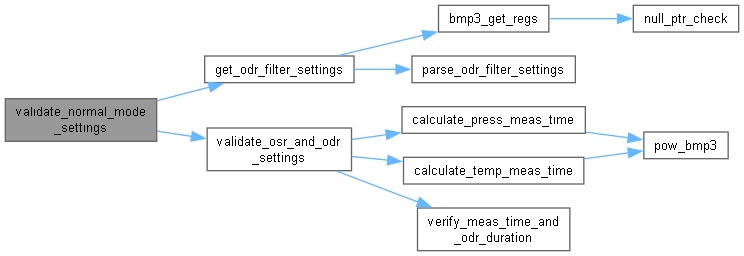 bmp3_get_regs
null_ptr_check
get_odr_filter_settings
parse_odr_filter_settings
validate_normal_mode
_settings
calculate_press_meas_time
validate_osr_and_odr
_settings
pow_bmp3
calculate_temp_meas_time
verify_meas_time_and
_odr_duration